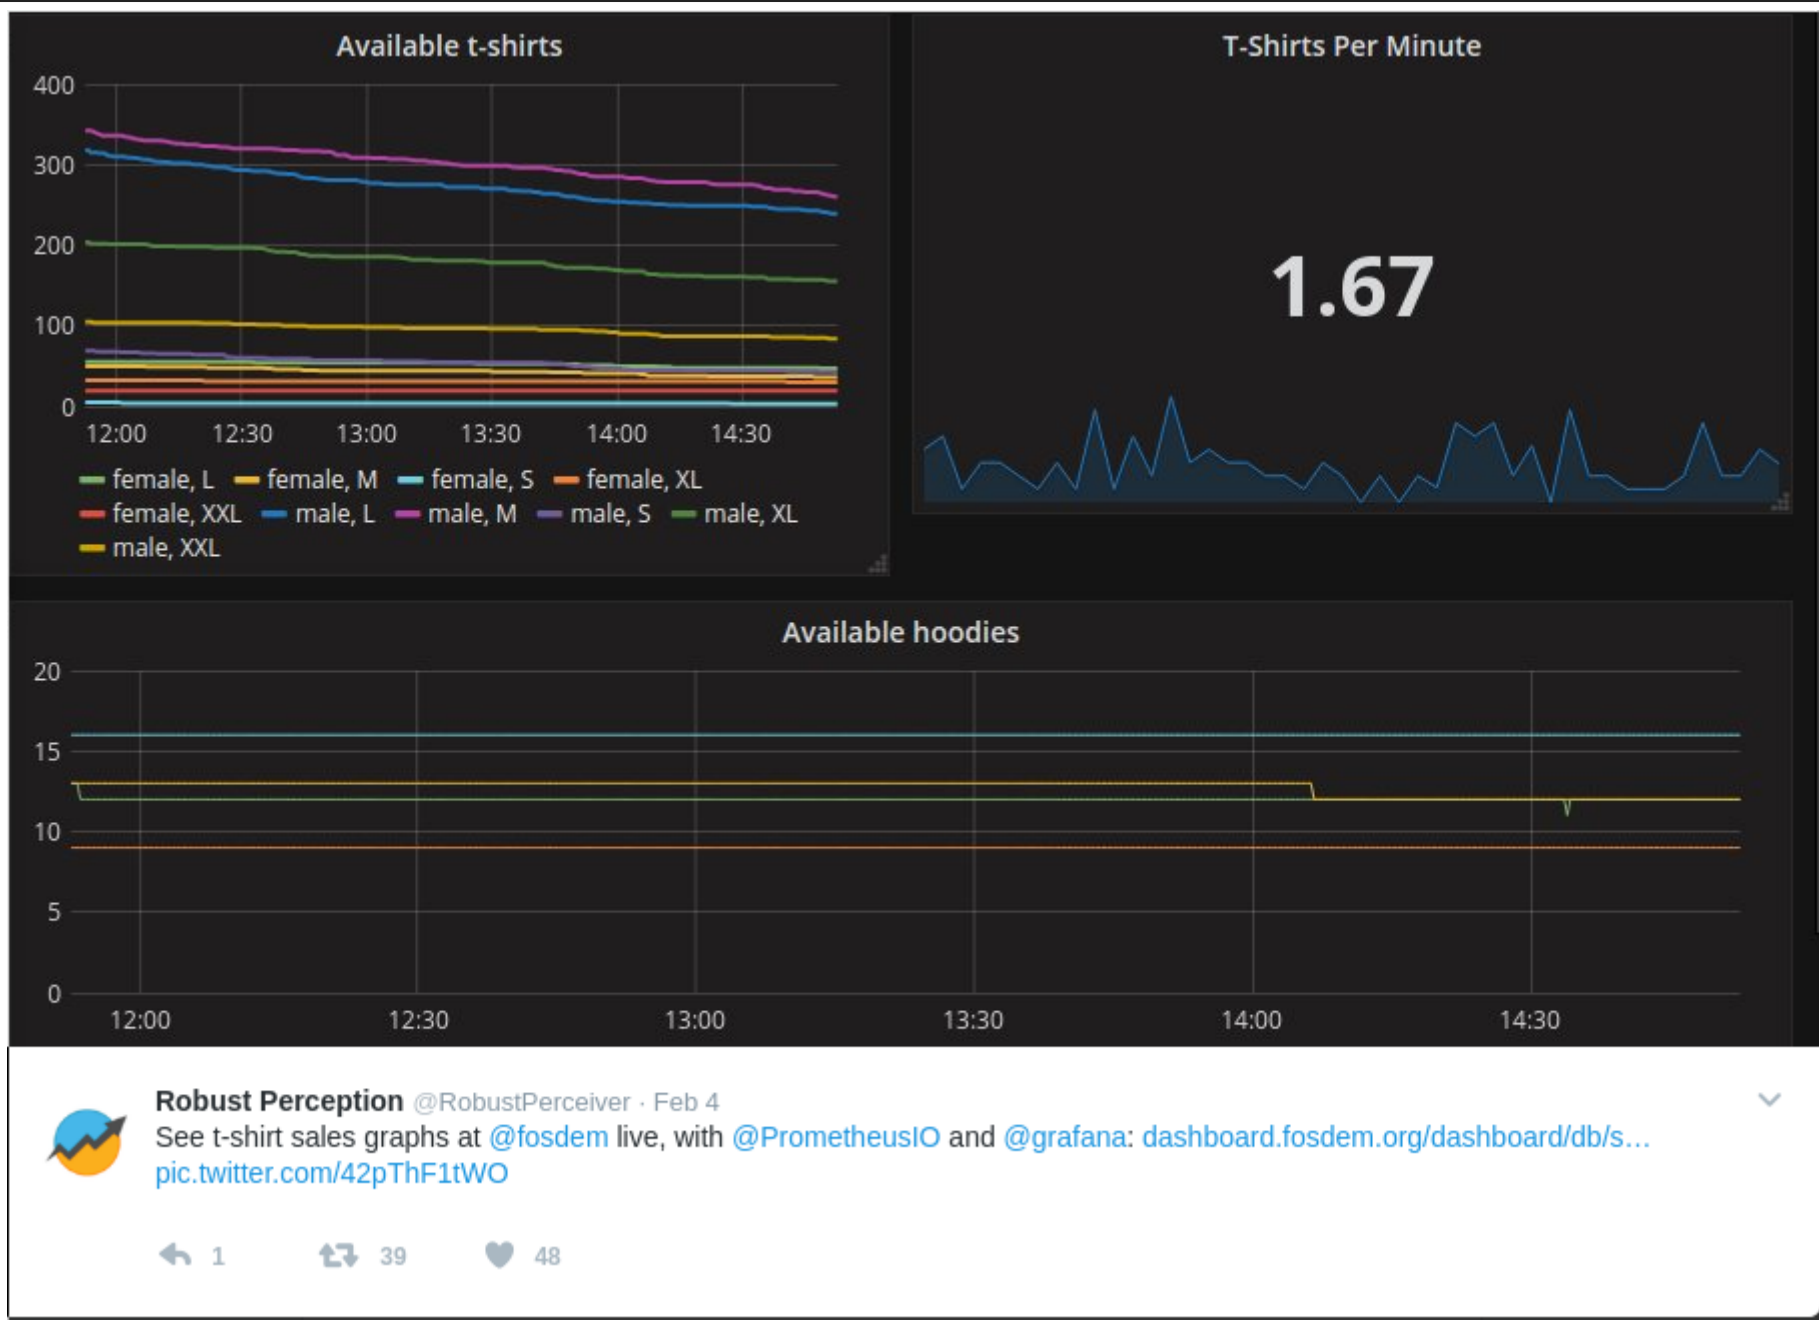 Available t-shirts
400
300
200
100
0
12:00 12:30 13:00 13:30 14:00 14:30
female, L female, M female, S female, XL
female, XXL male, L male, M male, S male, XL
male, XXL
T-Shirts Per Minute
1.67
Available hoodies
20
15
10
5
0
12:00 12:30 13:00 13:30 14:00 14:30
Robust Perception @RobustPerceiver · Feb 4
See t-shirt sales graphs at @fosdem live, with @PrometheusIO and @grafana: dashboard.fosdem.org/dashboard/db/s…
pic.twitter.com/42pThF1tWO
1 39 48